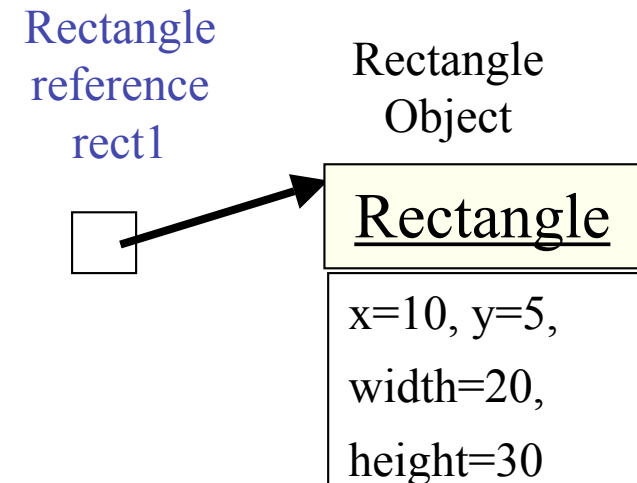 Rectangle
reference
rect1
Rectangle
Object
Rectangle
x=10, y=5,
width=20,
height=30